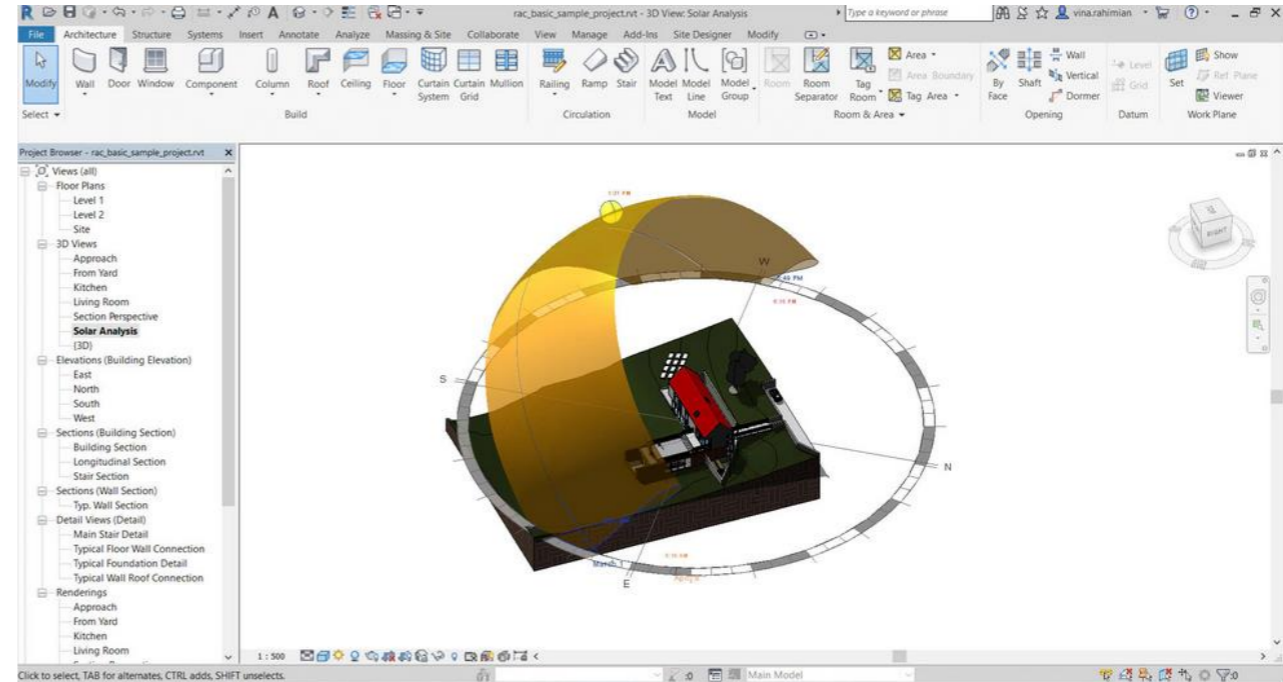 rac_basic_sample_project.rvt - 3D View: Solar Analysis
Type a keyword or phrase
vina.rahimian
File Architecture Structure Systems Insert Annotate Analyze Massing & Site Collaborate View Manage Add-Ins Site Designer Modify
Modify Wall Door Window Component Column Roof Ceiling Floor Curtain System Curtain Grid Mullion Railing Ramp Stair Model Text Model Line Model Group Room Room Separator Tag Room Area Area Boundary Tag Area By Face Shaft Wall Vertical Dormer Level Grid Set Show Ref Plane Viewer
Select Build Circulation Model Room & Area Opening Datum Work Plane
Project Browser - rac_basic_sample_project.rvt
Views (all)
Floor Plans
Level 1
Level 2
Site
3D Views
Approach
From Yard
Kitchen
Living Room
Section Perspective
Solar Analysis
{3D}
Elevations (Building Elevation)
East
North
South
West
Sections (Building Section)
Building Section
Longitudinal Section
Stair Section
Sections (Wall Section)
Typ. Wall Section
Detail Views (Detail)
Main Stair Detail
Typical Floor Wall Connection
Typical Foundation Detail
Typical Wall Roof Connection
Renderings
Approach
From Yard
Kitchen
Living Room
W
S
N
E
RIGHT
1 : 500
Click to select, TAB for alternates, CTRL adds, SHIFT unselects.
:0
Main Model
:0